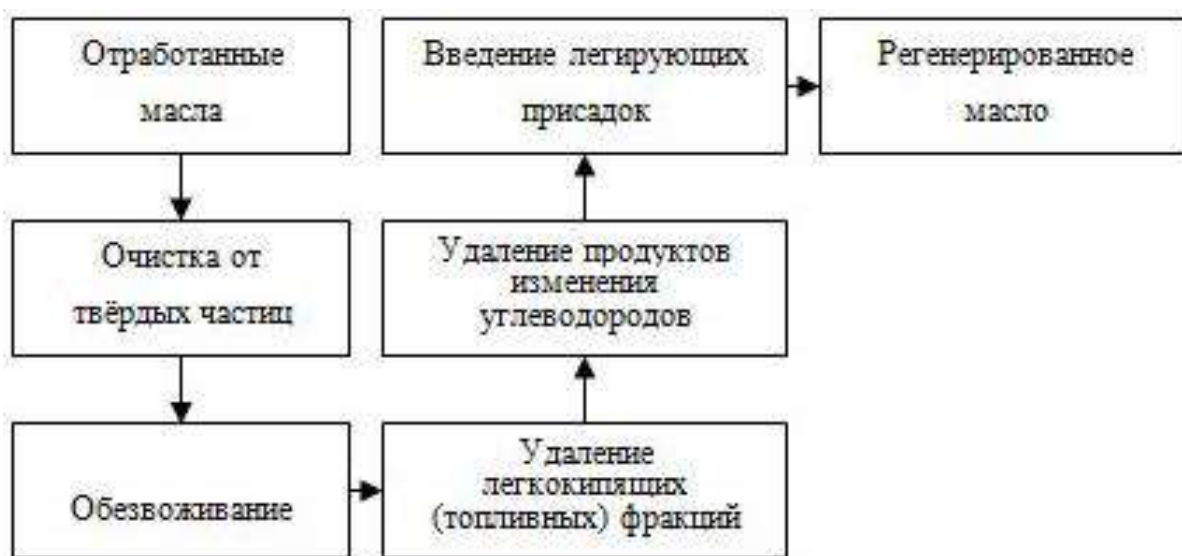 Отработанные
масла
Очистка от
твёрдых частиц
Обезвоживание
Удаление
легкокипящих
(топливных) фракций
Удаление продуктов
изменения
углеводородов
Введение легирующих
присадок
Регенерированное
масло